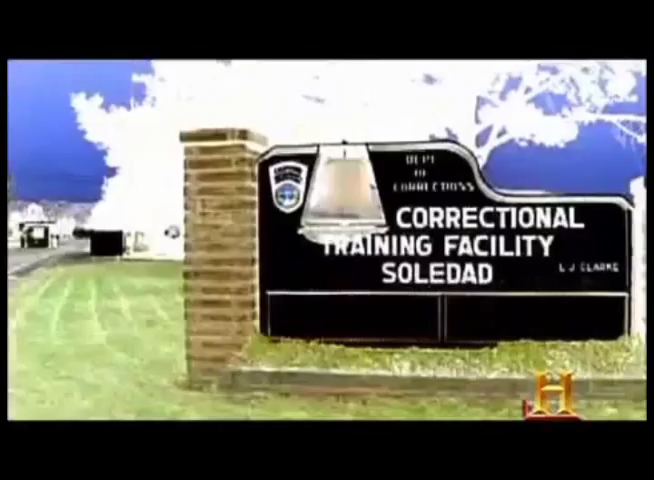 DEPT
OF
CORRECTIONS
CORRECTIONAL
TRAINING FACILITY
SOLEDAD
L J CLARKE
H